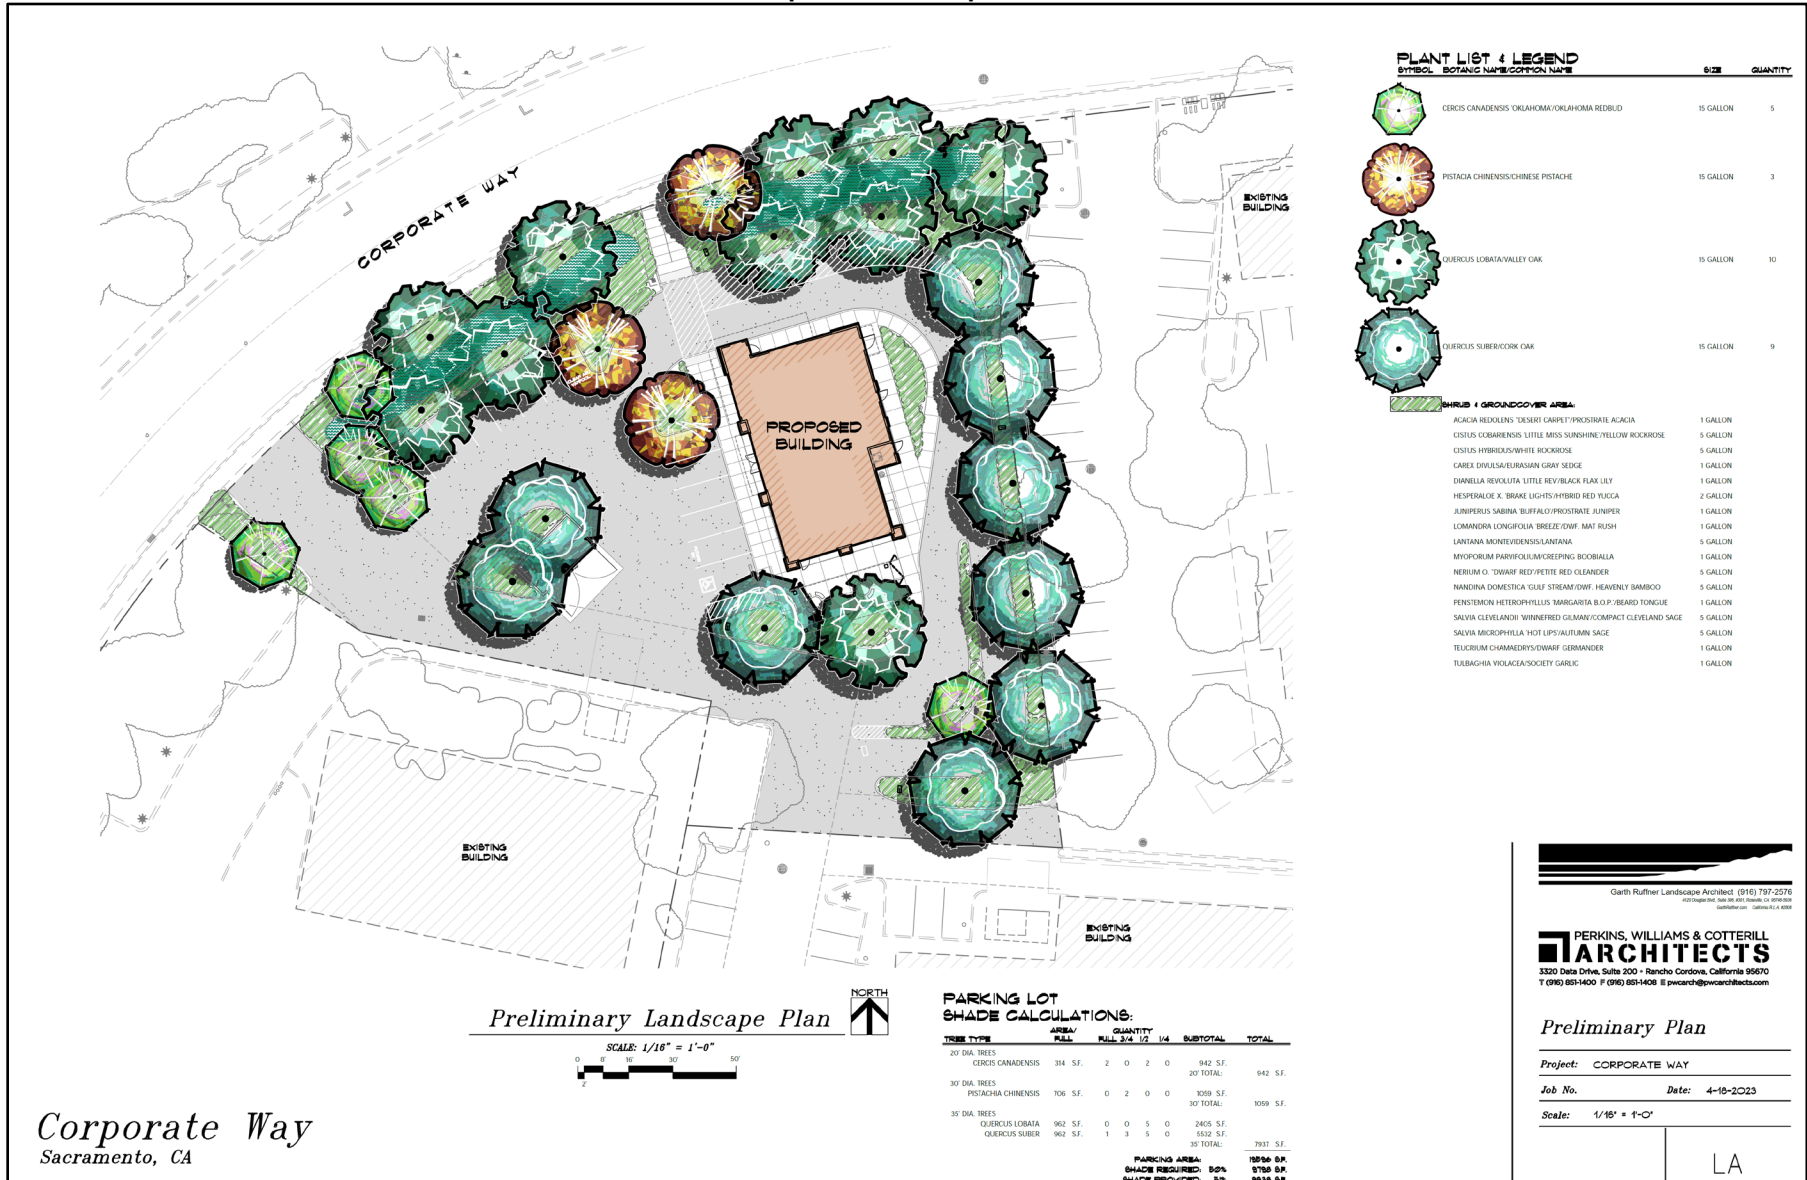 PLANT LIST & LEGEND
SYMBOL BOTANIC NAME/COMMON NAME SIZE QUANTITY
CERCIS CANADENSIS 'OKLAHOMA'/OKLAHOMA REDBUD 15 GALLON 5
PISTACIA CHINENSIS/CHINESE PISTACHE 15 GALLON 3
QUERCUS LOBATA/VALLEY OAK 15 GALLON 10
QUERCUS SUBER/CORK OAK 15 GALLON 9
SHRUB & GROUNDCOVER AREA:
ACACIA REDOLENS 'DESERT CARPET'/PROSTRATE ACACIA 1 GALLON
CISTUS COBARIENSIS 'LITTLE MISS SUNSHINE'/YELLOW ROCKROSE 5 GALLON
CISTUS HYBRIDUS/WHITE ROCKROSE 5 GALLON
CAREX DIVULSA/EURASIAN GRAY SEDGE 1 GALLON
DIANELLA REVOLUTA 'LITTLE REV'/BLACK FLAX LILY 1 GALLON
HESPERALOE X. 'BRAKE LIGHTS'/HYBRID RED YUCCA 2 GALLON
JUNIPERUS SABINA 'BUFFALO'/PROSTRATE JUNIPER 1 GALLON
LOMANDRA LONGIFOLIA 'BREEZE'/DWF. MAT RUSH 1 GALLON
LANTANA MONTEVIDENSIS/LANTANA 5 GALLON
MYOPORUM PARVIFOLIUM/CREEPING BOOBIALLA 1 GALLON
NERIUM O. 'DWARF RED'/PETITE RED OLEANDER 5 GALLON
NANDINA DOMESTICA 'GULF STREAM'/DWF. HEAVENLY BAMBOO 5 GALLON
PENSTEMON HETEROPHYLLUS 'MARGARITA B.O.P.'/BEARD TONGUE 1 GALLON
SALVIA CLEVELANDII 'WINNEFRED GILMAN'/COMPACT CLEVELAND SAGE 5 GALLON
SALVIA MICROPHYLLA 'HOT LIPS'/AUTUMN SAGE 5 GALLON
TEUCRIUM CHAMAEDRYS/DWARF GERMANDER 1 GALLON
TULBAGHIA VIOLACEA/SOCIETY GARLIC 1 GALLON
CORPORATE WAY
EXISTING
BUILDING
PROPOSED
BUILDING
EXISTING
BUILDING
EXISTING
BUILDING
Garth Ruffner Landscape Architect (916) 797-2576
PERKINS, WILLIAMS & COTTERILL
ARCHITECTS
3320 Data Drive, Suite 200 • Rancho Cordova, California 95670
T (916) 851-1400 F (916) 851-1408 E pwcarch@pwcarchitects.com
Preliminary Plan
Project: CORPORATE WAY
Job No. Date: 4-18-2023
Scale: 1/16" = 1'-0"
LA
Preliminary Landscape Plan
NORTH
SCALE: 1/16" = 1'-0"
0 8' 16' 30' 50'
2'
PARKING LOT
SHADE CALCULATIONS:
AREA/ QUANTITY
TREE TYPE FULL FULL 3/4 1/2 1/4 SUBTOTAL TOTAL
20' DIA. TREES
CERCIS CANADENSIS 314 S.F. 2 0 2 0 942 S.F.
20' TOTAL: 942 S.F.
30' DIA. TREES
PISTACHIA CHINENSIS 706 S.F. 0 2 0 0 1059 S.F.
30' TOTAL: 1059 S.F.
35' DIA. TREES
QUERCUS LOBATA 962 S.F. 0 0 5 0 2405 S.F.
QUERCUS SUBER 962 S.F. 1 3 5 0 5532 S.F.
35' TOTAL: 7937 S.F.
PARKING AREA: S.F.
SHADE REQUIRED: 50% S.F.
SHADE PROVIDED:
Corporate Way
Sacramento, CA